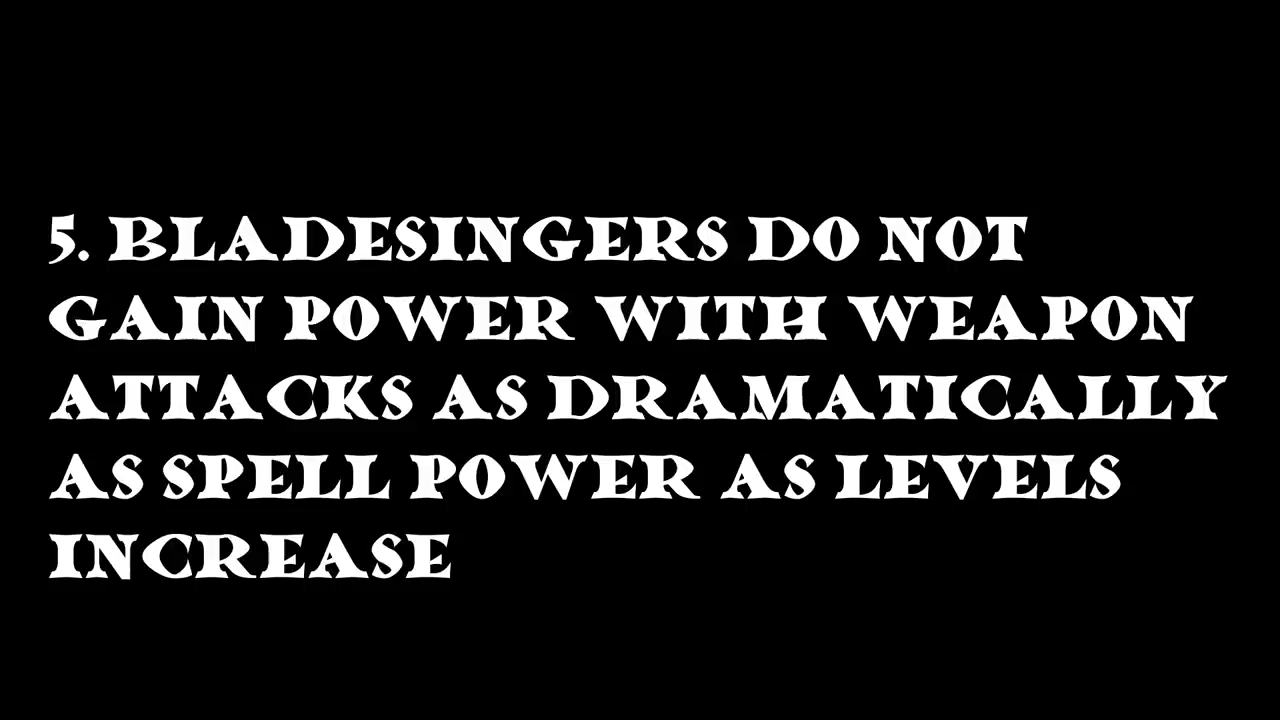 5. BLADESINGERS DO NOT
GAIN POWER WITH WEAPON
ATTACKS AS DRAMATICALLY
AS SPELL POWER AS LEVELS
INCREASE